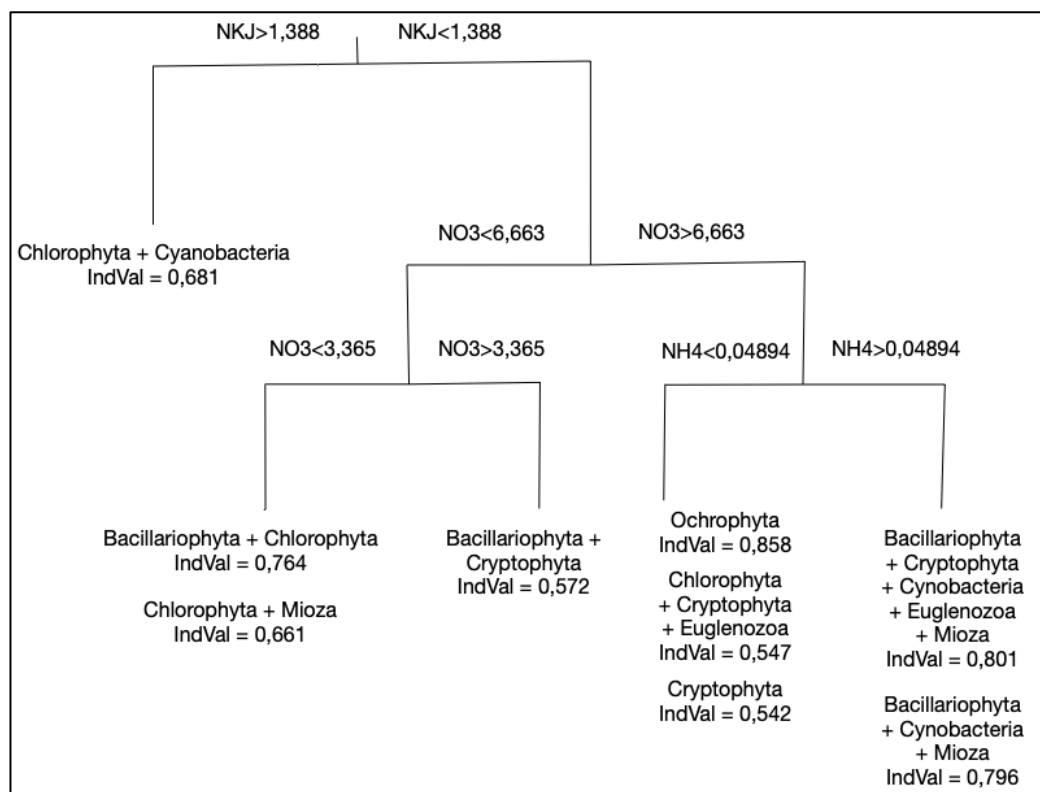 NKJ>1,388
NKJ<1,388
Chlorophyta + Cyanobacteria
IndVal = 0,681
NO3<6,663
NO3>6,663
NO3<3,365
NO3>3,365
NH4<0,04894
NH4>0,04894
Bacillariophyta + Chlorophyta
IndVal = 0,764
Chlorophyta + Mioza
IndVal = 0,661
Bacillariophyta +
Cryptophyta
IndVal = 0,572
Ochrophyta
IndVal = 0,858
Chlorophyta
+ Cryptophyta
+ Euglenozoa
IndVal = 0,547
Cryptophyta
IndVal = 0,542
Bacillariophyta
+ Cryptophyta
+ Cynobacteria
+ Euglenozoa
+ Mioza
IndVal = 0,801
Bacillariophyta
+ Cynobacteria
+ Mioza
IndVal = 0,796